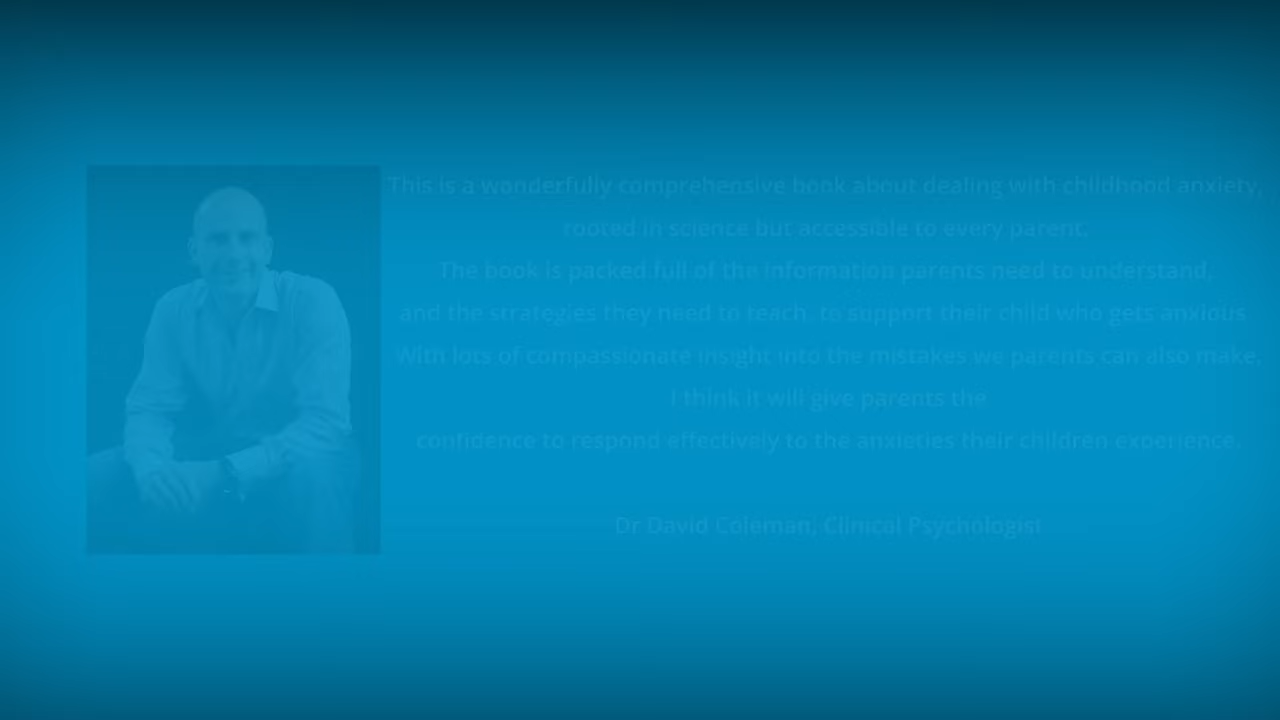 This is a wonderfully comprehensive book about dealing with childhood anxiety,
rooted in science but accessible to every parent.
The book is packed full of the information parents need to understand,
and the strategies they need to teach, to support their child who gets anxious.
With lots of compassionate insight into the mistakes we parents can also make,
I think it will give parents the
confidence to respond effectively to the anxieties their children experience.
Dr David Coleman, Clinical Psychologist